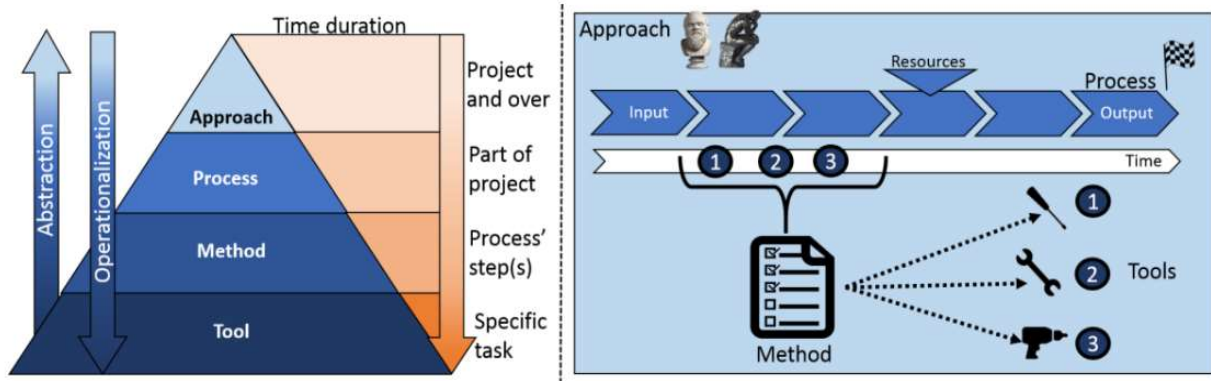 Time duration
Abstraction
Operationalization
Approach
Process
Method
Tool
Project
and over
Part of
project
Process'
step(s)
Specific
task
Approach
Resources
Process
Input
Output
1
2
3
Time
1
2
Tools
3
Method